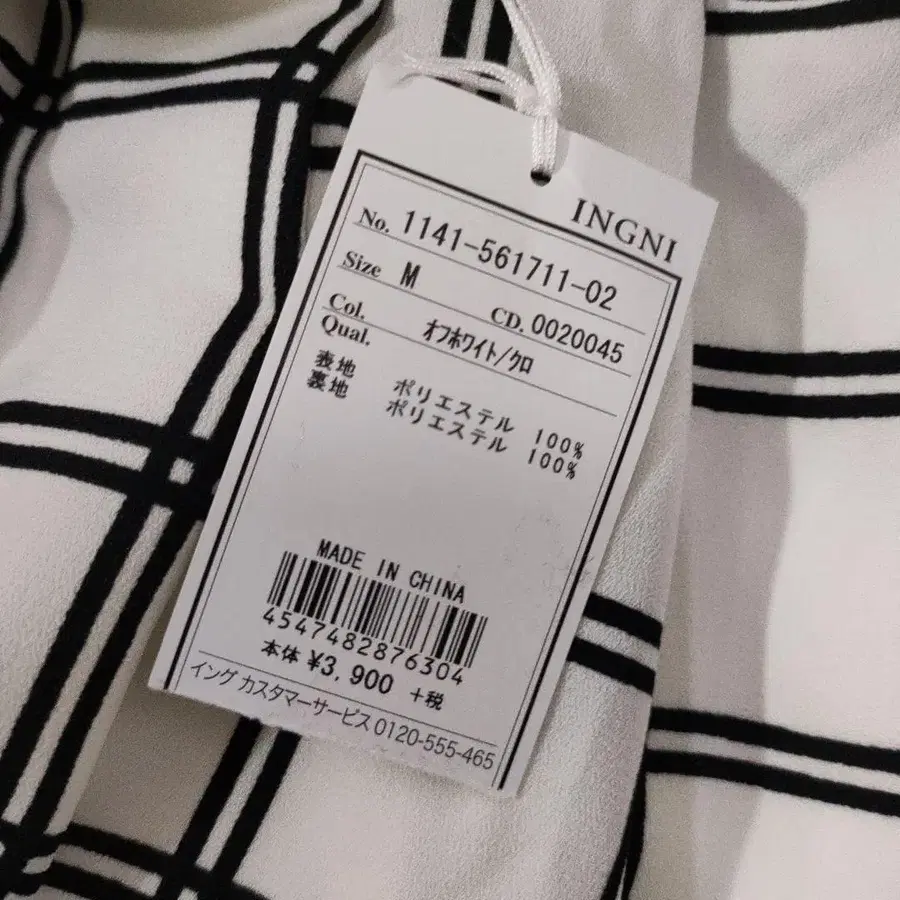 INGNI
No. 1141-561711-02
Size M CD. 0020045
Col. ｵﾌﾎﾜｲﾄ/ｸﾛ
Qual.
表地 ポリエステル 100%
裏地 ポリエステル 100%
MADE IN CHINA
4547482876304
本体 ¥3,900 +税
イング カスタマーサービス 0120-555-465